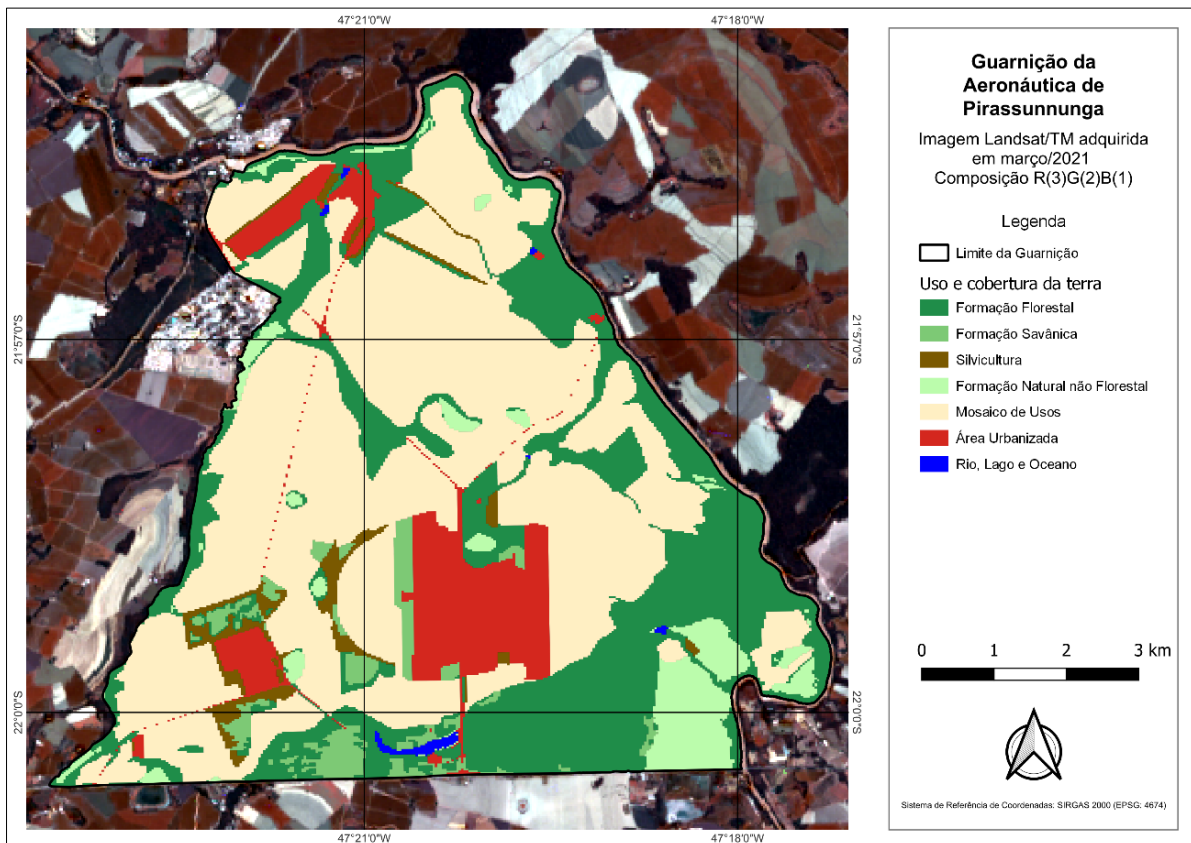 47°21'0"W
47°18'0"W
21°57'0"S
21°57'0"S
22°0'0"S
22°0'0"S
47°21'0"W
47°18'0"W
Guarnição da
Aeronáutica de
Pirassunnunga
Imagem Landsat/TM adquirida
em março/2021
Composição R(3)G(2)B(1)
Legenda
Limite da Guarnição
Uso e cobertura da terra
Formação Florestal
Formação Savânica
Silvicultura
Formação Natural não Florestal
Mosaico de Usos
Área Urbanizada
Rio, Lago e Oceano
0 1 2 3 km
Sistema de Referência de Coordenadas: SIRGAS 2000 (EPSG: 4674)